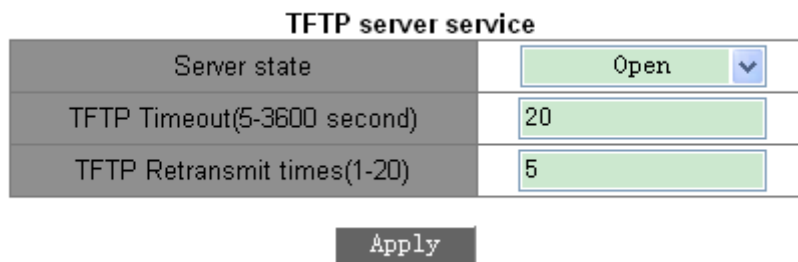 TFTP server service
Server state Open
TFTP Timeout(5-3600 second) 20
TFTP Retransmit times(1-20) 5
Apply